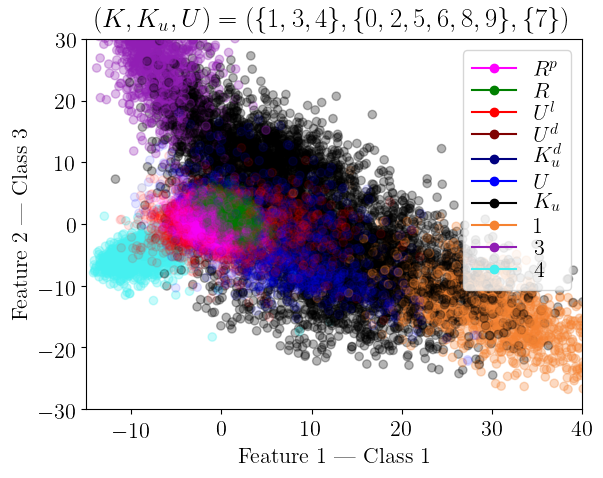 (K, K_u, U) = ({1, 3, 4}, {0, 2, 5, 6, 8, 9}, {7})
30
20
10
0
−10
−20
−30
Feature 2 — Class 3
R^p
R
U^l
U^d
K_u^d
U
K_u
1
3
4
−10 0 10 20 30 40
Feature 1 — Class 1